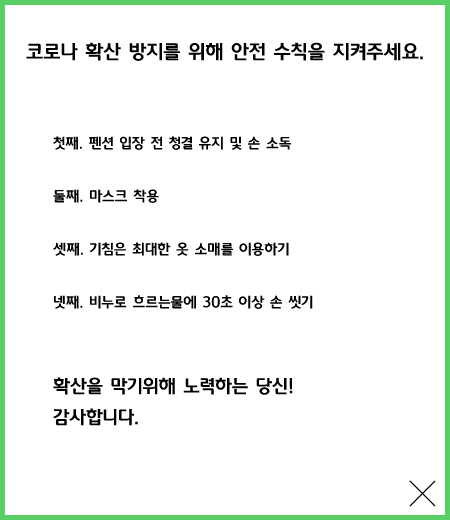 코로나 확산 방지를 위해 안전 수칙을 지켜주세요.
첫째. 펜션 입장 전 청결 유지 및 손 소독
둘째. 마스크 착용
셋째. 기침은 최대한 옷 소매를 이용하기
넷째. 비누로 흐르는물에 30초 이상 손 씻기
확산을 막기위해 노력하는 당신!
감사합니다.